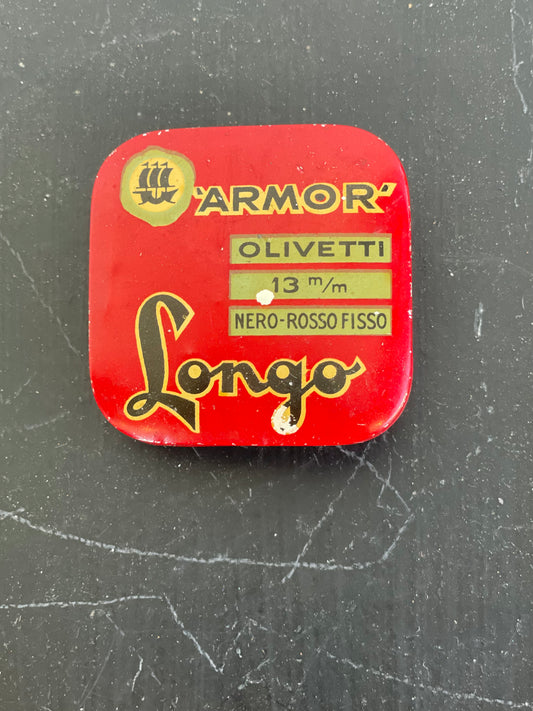 'ARMOR'
OLIVETTI
13 m/m
NERO-ROSSO FISSO
Longo